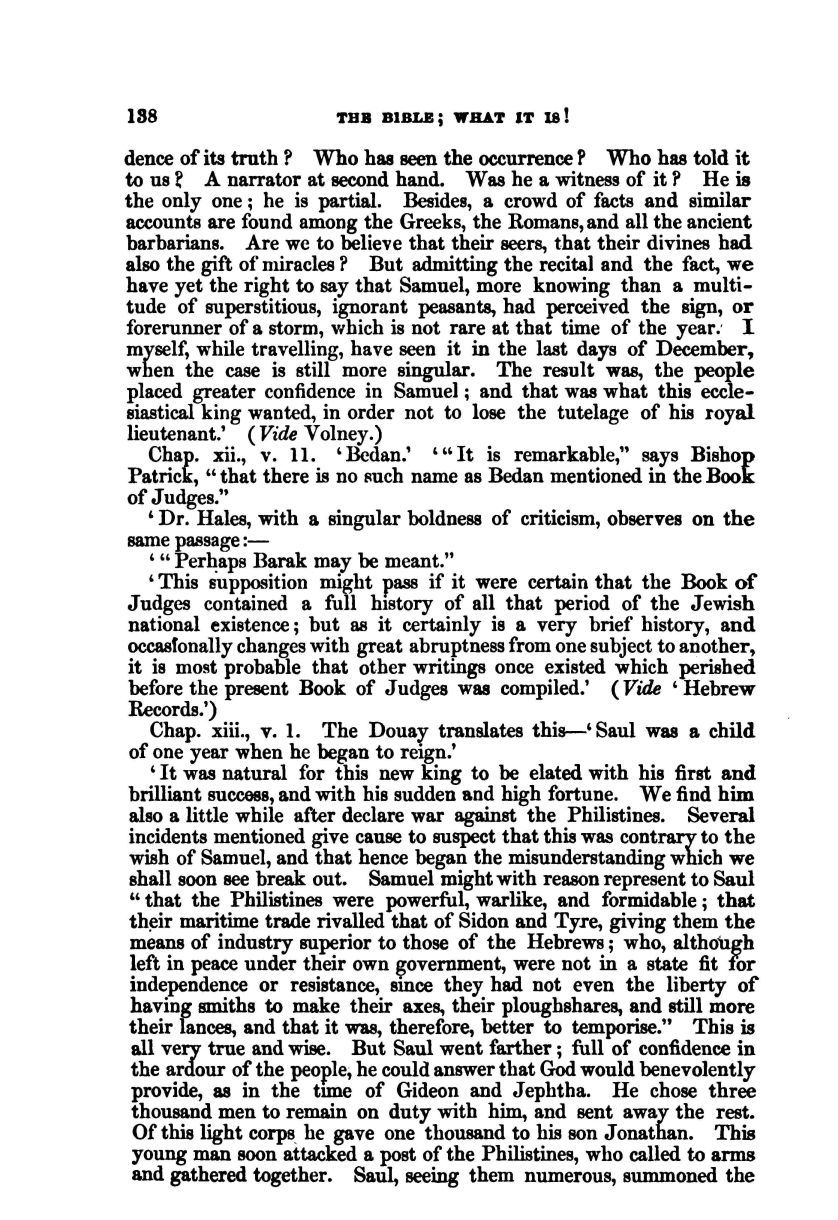 138 THE BIBLE; WHAT IT IS!
dence of its truth? Who has seen the occurrence? Who has told it
to us? A narrator at second hand. Was he a witness of it? He is
the only one; he is partial. Besides, a crowd of facts and similar
accounts are found among the Greeks, the Romans, and all the ancient
barbarians. Are we to believe that their seers, that their divines had
also the gift of miracles? But admitting the recital and the fact, we
have yet the right to say that Samuel, more knowing than a multi-
tude of superstitious, ignorant peasants, had perceived the sign, or
forerunner of a storm, which is not rare at that time of the year. I
myself, while travelling, have seen it in the last days of December,
when the case is still more singular. The result was, the people
placed greater confidence in Samuel; and that was what this eccle-
siastical king wanted, in order not to lose the tutelage of his royal
lieutenant.' (Vide Volney.)
Chap. xii., v. 11. 'Bedan.' '"It is remarkable," says Bishop
Patrick, "that there is no such name as Bedan mentioned in the Book
of Judges."
'Dr. Hales, with a singular boldness of criticism, observes on the
same passage:—
'"Perhaps Barak may be meant."
'This supposition might pass if it were certain that the Book of
Judges contained a full history of all that period of the Jewish
national existence; but as it certainly is a very brief history, and
occasionally changes with great abruptness from one subject to another,
it is most probable that other writings once existed which perished
before the present Book of Judges was compiled.' (Vide 'Hebrew
Records.')
Chap. xiii., v. 1. The Douay translates this—'Saul was a child
of one year when he began to reign.'
'It was natural for this new king to be elated with his first and
brilliant success, and with his sudden and high fortune. We find him
also a little while after declare war against the Philistines. Several
incidents mentioned give cause to suspect that this was contrary to the
wish of Samuel, and that hence began the misunderstanding which we
shall soon see break out. Samuel might with reason represent to Saul
"that the Philistines were powerful, warlike, and formidable; that
their maritime trade rivalled that of Sidon and Tyre, giving them the
means of industry superior to those of the Hebrews; who, although
left in peace under their own government, were not in a state fit for
independence or resistance, since they had not even the liberty of
having smiths to make their axes, their ploughshares, and still more
their lances, and that it was, therefore, better to temporise." This is
all very true and wise. But Saul went farther; full of confidence in
the ardour of the people, he could answer that God would benevolently
provide, as in the time of Gideon and Jephtha. He chose three
thousand men to remain on duty with him, and sent away the rest.
Of this light corps he gave one thousand to his son Jonathan. This
young man soon attacked a post of the Philistines, who called to arms
and gathered together. Saul, seeing them numerous, summoned the